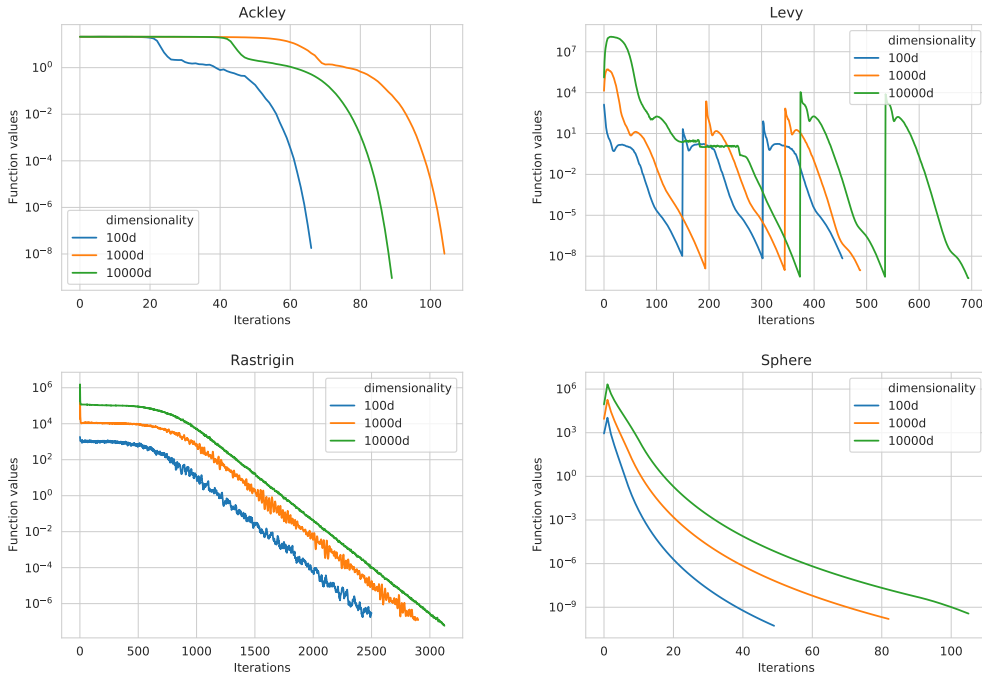 Ackley
Function values
10^0
10^−2
10^−4
10^−6
10^−8
dimensionality
100d
1000d
10000d
0 20 40 60 80 100
Iterations
Levy
Function values
10^7
10^4
10^1
10^−2
10^−5
10^−8
dimensionality
100d
1000d
10000d
0 100 200 300 400 500 600 700
Iterations
Rastrigin
Function values
10^6
10^4
10^2
10^0
10^−2
10^−4
10^−6
dimensionality
100d
1000d
10000d
0 500 1000 1500 2000 2500 3000
Iterations
Sphere
Function values
10^6
10^3
10^0
10^−3
10^−6
10^−9
dimensionality
100d
1000d
10000d
0 20 40 60 80 100
Iterations